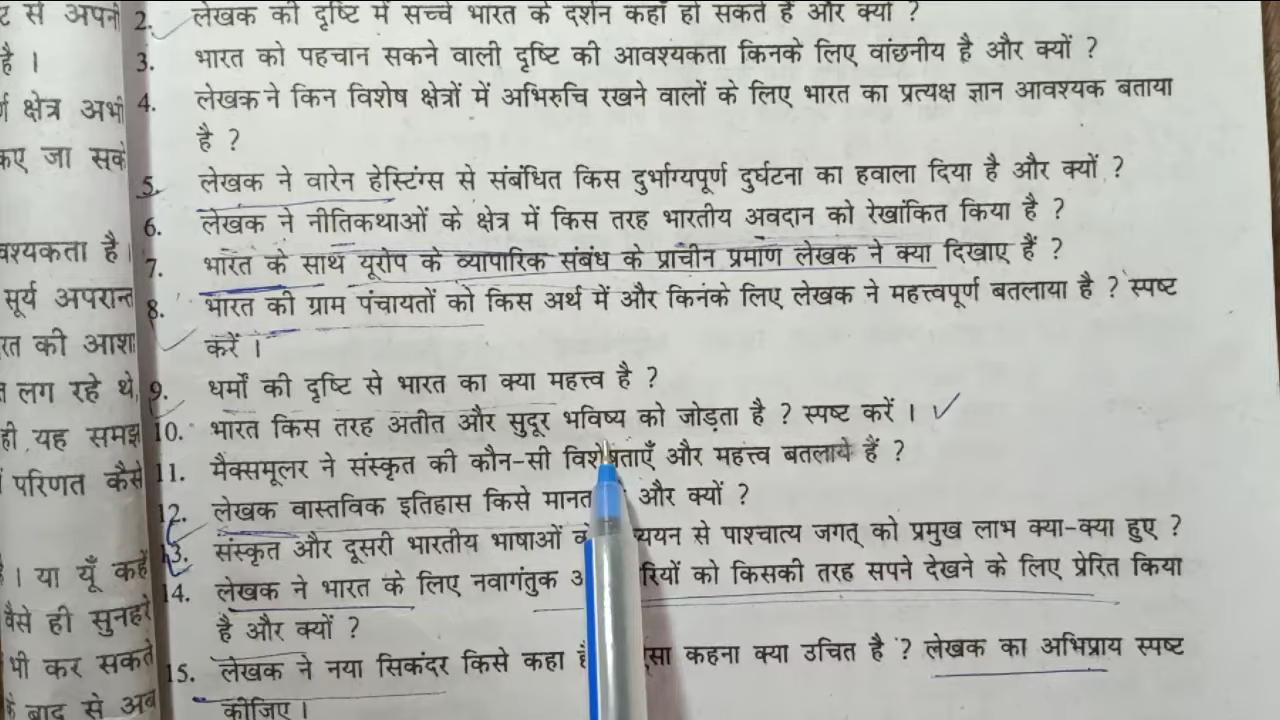 ट से अपनी
है ।
र्ण क्षेत्र अभी
कए जा सके
वश्यकता है।
सूर्य अपरान्त
रत की आशा
त लग रहे थे,
ही यह समझ
परिणत कैसे
है । या यूँ कहें
वैसे ही सुनहरे
भी कर सकते
के बाद से अब
2. लेखक की दृष्टि में सच्चे भारत के दर्शन कहाँ हो सकते हैं और क्यों ?
3. भारत को पहचान सकने वाली दृष्टि की आवश्यकता किनके लिए वांछनीय है और क्यों ?
4. लेखक ने किन विशेष क्षेत्रों में अभिरुचि रखने वालों के लिए भारत का प्रत्यक्ष ज्ञान आवश्यक बताया
है ?
5. लेखक ने वारेन हेस्टिंग्स से संबंधित किस दुर्भाग्यपूर्ण दुर्घटना का हवाला दिया है और क्यों ?
6. लेखक ने नीतिकथाओं के क्षेत्र में किस तरह भारतीय अवदान को रेखांकित किया है ?
7. भारत के साथ यूरोप के व्यापारिक संबंध के प्राचीन प्रमाण लेखक ने क्या दिखाए हैं ?
8. भारत की ग्राम पंचायतों को किस अर्थ में और किनके लिए लेखक ने महत्त्वपूर्ण बतलाया है ? स्पष्ट
करें ।
9. धर्मों की दृष्टि से भारत का क्या महत्त्व है ?
10. भारत किस तरह अतीत और सुदूर भविष्य को जोड़ता है ? स्पष्ट करें ।
11. मैक्समूलर ने संस्कृत की कौन-सी विशेषताएँ और महत्त्व बतलाये हैं ?
12. लेखक वास्तविक इतिहास किसे मानता और क्यों ?
13. संस्कृत और दूसरी भारतीय भाषाओं के ययन से पाश्चात्य जगत् को प्रमुख लाभ क्या-क्या हुए ?
14. लेखक ने भारत के लिए नवागंतुक अ रियों को किसकी तरह सपने देखने के लिए प्रेरित किया
है और क्यों ?
15. लेखक ने नया सिकंदर किसे कहा है सा कहना क्या उचित है ? लेखक का अभिप्राय स्पष्ट
कीजिए ।